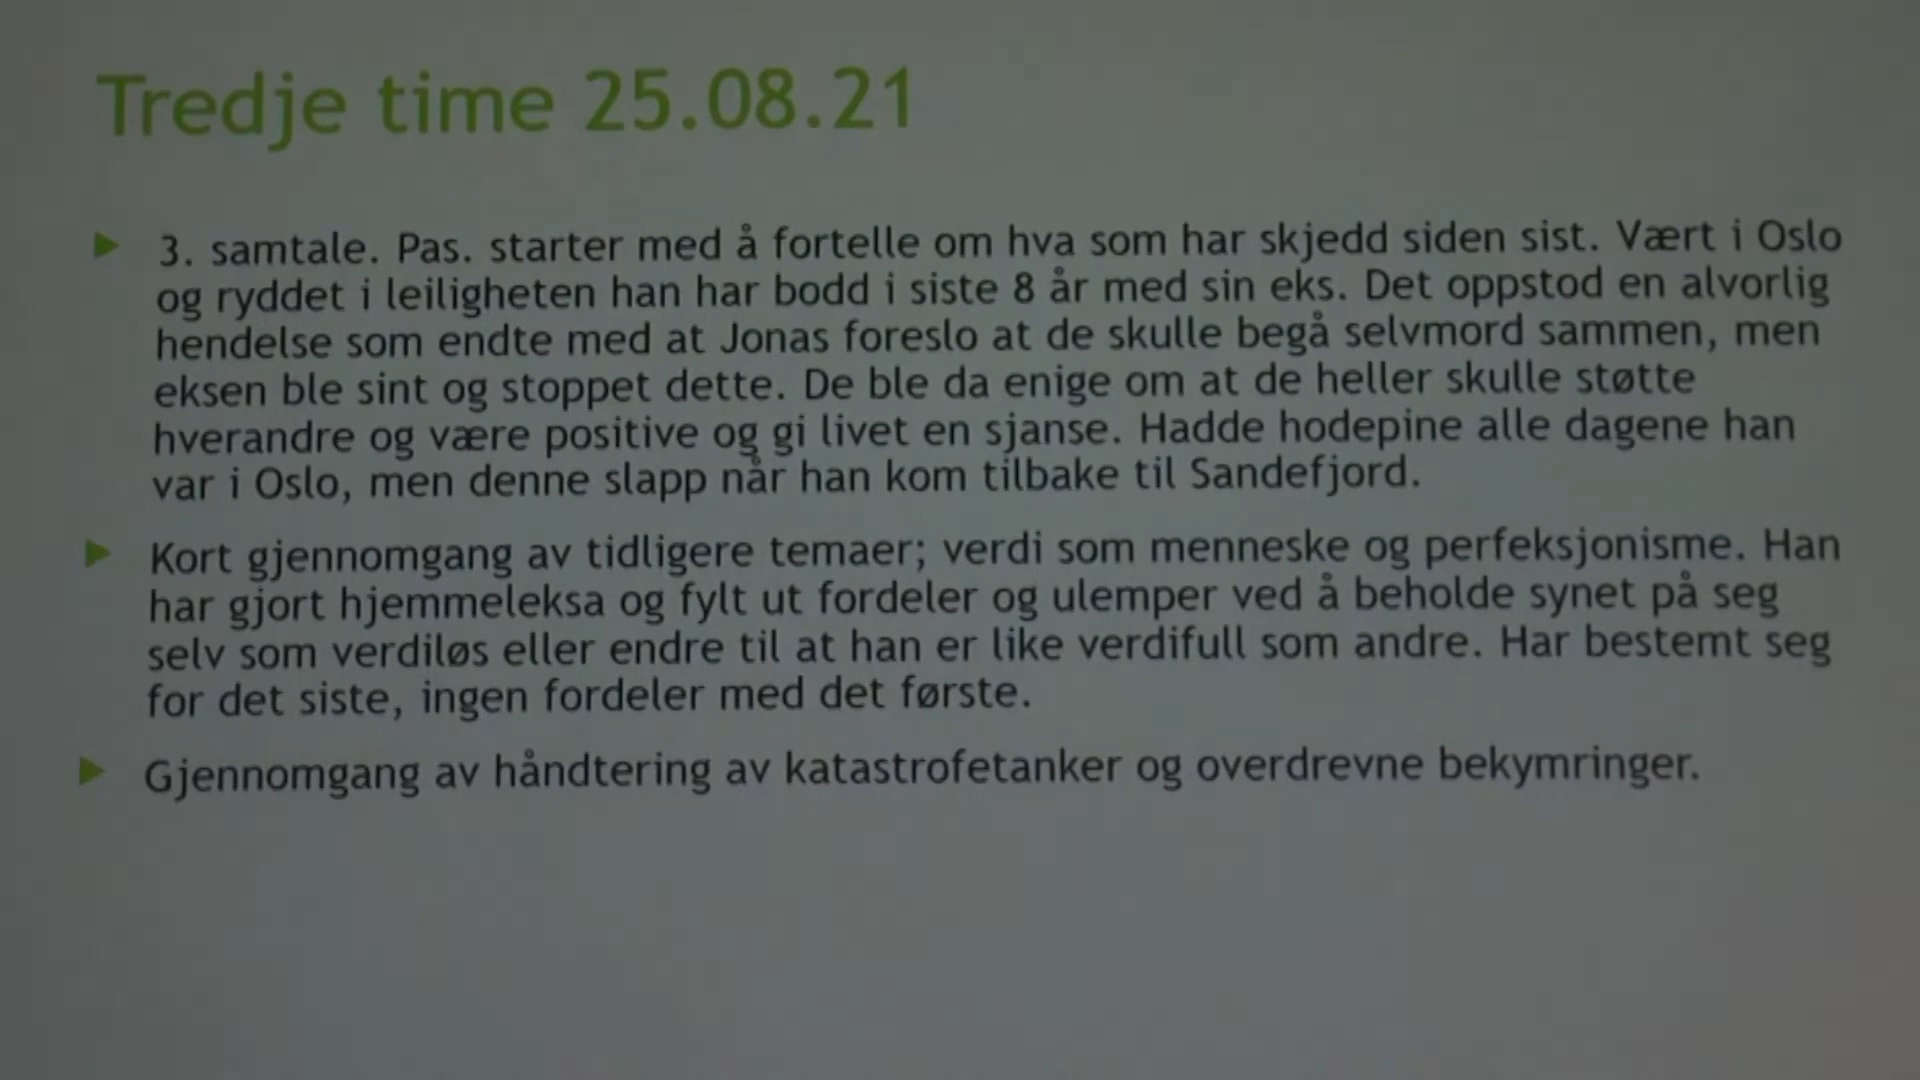 Tredje time 25.08.21
3. samtale. Pas. starter med å fortelle om hva som har skjedd siden sist. Vært i Oslo
og ryddet i leiligheten han har bodd i siste 8 år med sin eks. Det oppstod en alvorlig
hendelse som endte med at Jonas foreslo at de skulle begå selvmord sammen, men
eksen ble sint og stoppet dette. De ble da enige om at de heller skulle støtte
hverandre og være positive og gi livet en sjanse. Hadde hodepine alle dagene han
var i Oslo, men denne slapp når han kom tilbake til Sandefjord.
Kort gjennomgang av tidligere temaer; verdi som menneske og perfeksjonisme. Han
har gjort hjemmeleksa og fylt ut fordeler og ulemper ved å beholde synet på seg
selv som verdiløs eller endre til at han er like verdifull som andre. Har bestemt seg
for det siste, ingen fordeler med det første.
Gjennomgang av håndtering av katastrofetanker og overdrevne bekymringer.